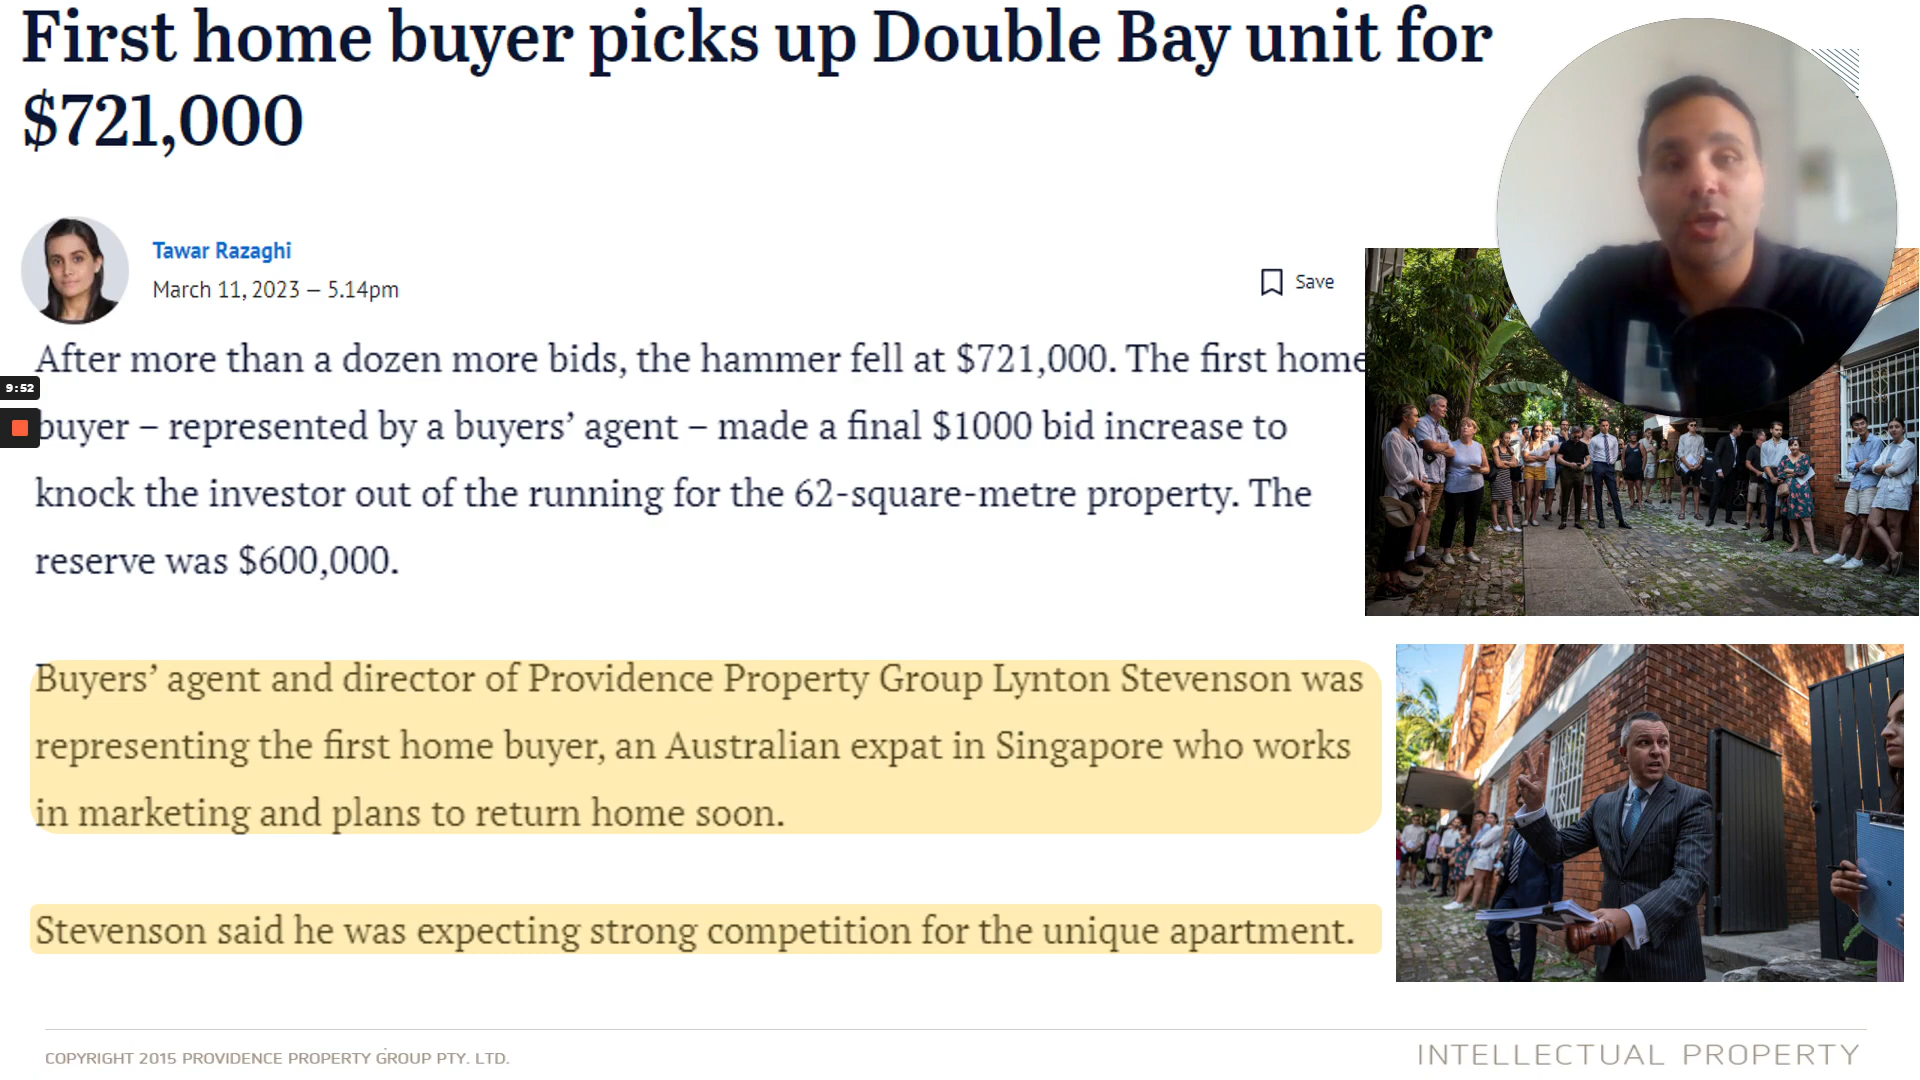 First home buyer picks up Double Bay unit for
$721,000
Tawar Razaghi
March 11, 2023 – 5.14pm
Save
After more than a dozen more bids, the hammer fell at $721,000. The first home
9:52
buyer – represented by a buyers’ agent – made a final $1000 bid increase to
knock the investor out of the running for the 62-square-metre property. The
reserve was $600,000.
Buyers’ agent and director of Providence Property Group Lynton Stevenson was
representing the first home buyer, an Australian expat in Singapore who works
in marketing and plans to return home soon.
Stevenson said he was expecting strong competition for the unique apartment.
COPYRIGHT 2015 PROVIDENCE PROPERTY GROUP PTY. LTD.
INTELLECTUAL PROPERTY